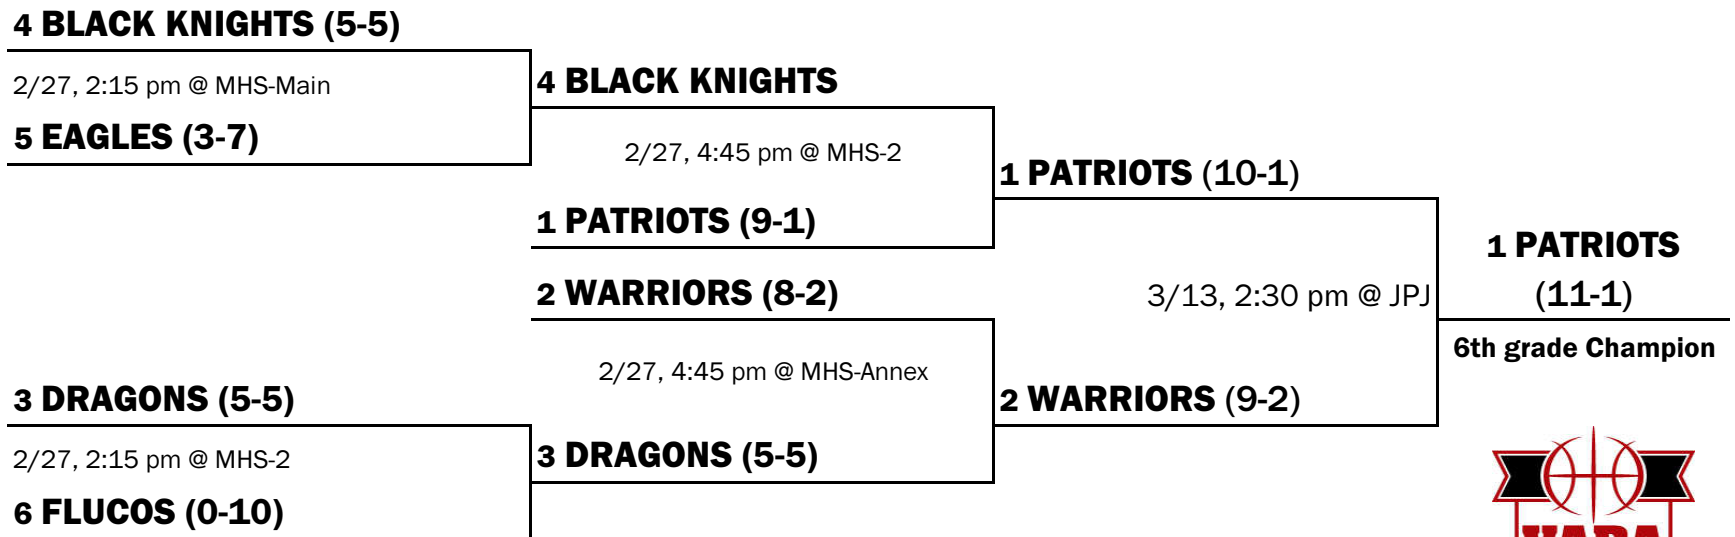 4 BLACK KNIGHTS (5-5)
2/27, 2:15 pm @ MHS-Main
5 EAGLES (3-7)
4 BLACK KNIGHTS
2/27, 4:45 pm @ MHS-2
1 PATRIOTS (9-1)
1 PATRIOTS (10-1)
2 WARRIORS (8-2)
2/27, 4:45 pm @ MHS-Annex
3 DRAGONS (5-5)
2/27, 2:15 pm @ MHS-2
6 FLUCOS (0-10)
3 DRAGONS (5-5)
2 WARRIORS (9-2)
3/13, 2:30 pm @ JPJ
1 PATRIOTS
(11-1)
6th grade Champion